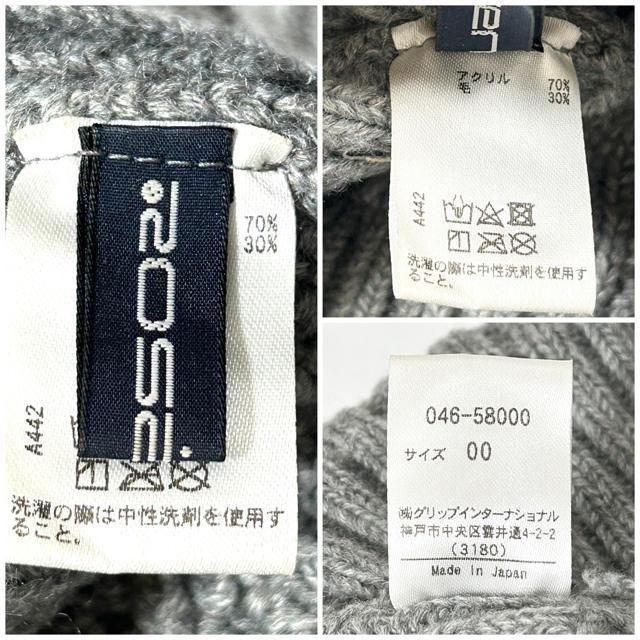 70%
30%
A442
洗濯の際は中性洗剤を使用す
ること。
アクリル 70%
毛 30%
A442
洗濯の際は中性洗剤を使用す
ること。
046-58000
サイズ 00
㈱グリップインターナショナル
神戸市中央区雲井通4-2-2
(3180)
Made In Japan